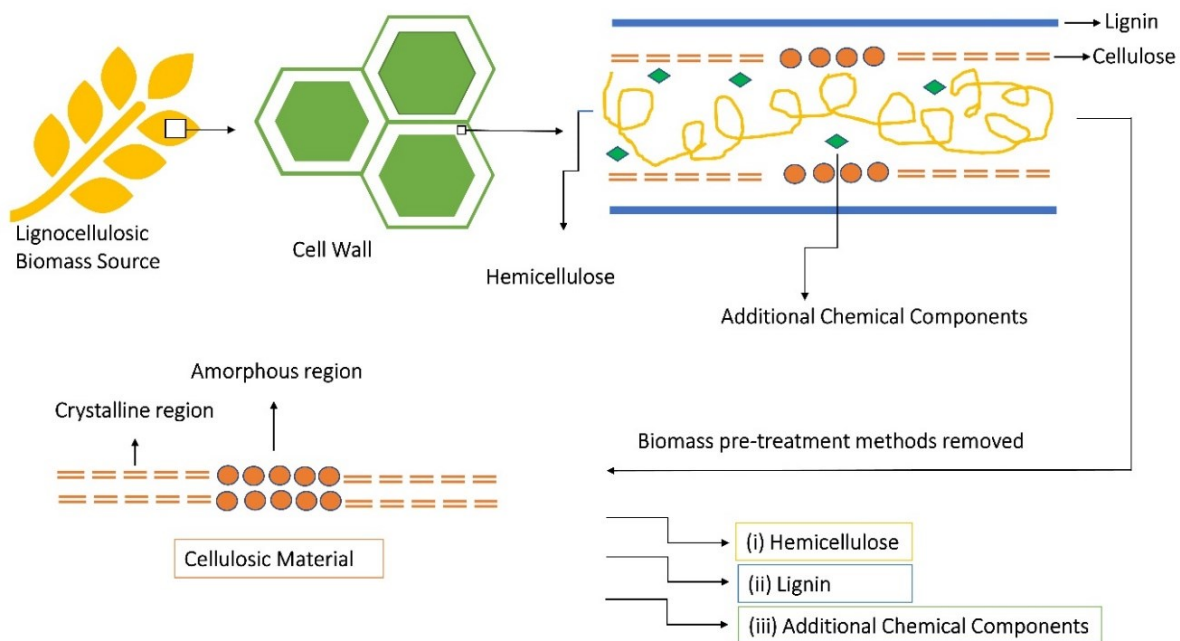 Lignin
Cellulose
Lignocellulosic
Biomass Source
Cell Wall
Hemicellulose
Additional Chemical Components
Amorphous region
Crystalline region
Biomass pre-treatment methods removed
Cellulosic Material
(i) Hemicellulose
(ii) Lignin
(iii) Additional Chemical Components